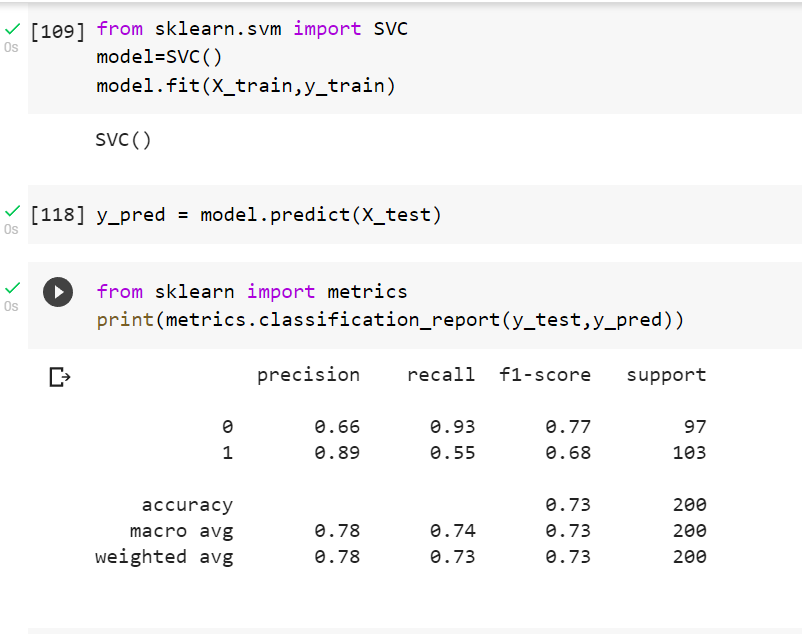 [109] from sklearn.svm import SVC
model=SVC()
model.fit(X_train,y_train)
0s
SVC()
[118] y_pred = model.predict(X_test)
0s
from sklearn import metrics
0s
print(metrics.classification_report(y_test,y_pred))
precision recall f1-score support
0 0.66 0.93 0.77 97
1 0.89 0.55 0.68 103
accuracy 0.73 200
macro avg 0.78 0.74 0.73 200
weighted avg 0.78 0.73 0.73 200